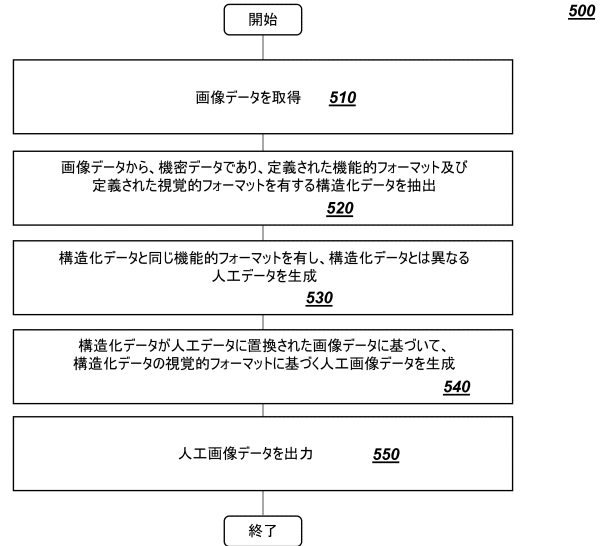 500
開始
画像データを取得 510
画像データから、機密データであり、定義された機能的フォーマット及び
定義された視覚的フォーマットを有する構造化データを抽出
520
構造化データと同じ機能的フォーマットを有し、構造化データとは異なる
人工データを生成
530
構造化データが人工データに置換された画像データに基づいて、
構造化データの視覚的フォーマットに基づく人工画像データを生成
540
人工画像データを出力 550
終了